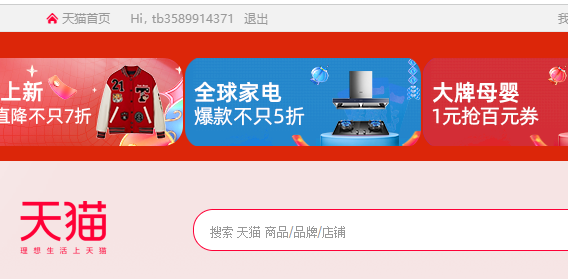 天猫首页 Hi, tb3589914371 退出
上新
直降不只7折
21
全球家电
爆款不只5折
大牌母婴
1元抢百元券
天猫
理想生活上天猫
搜索 天猫 商品/品牌/店铺